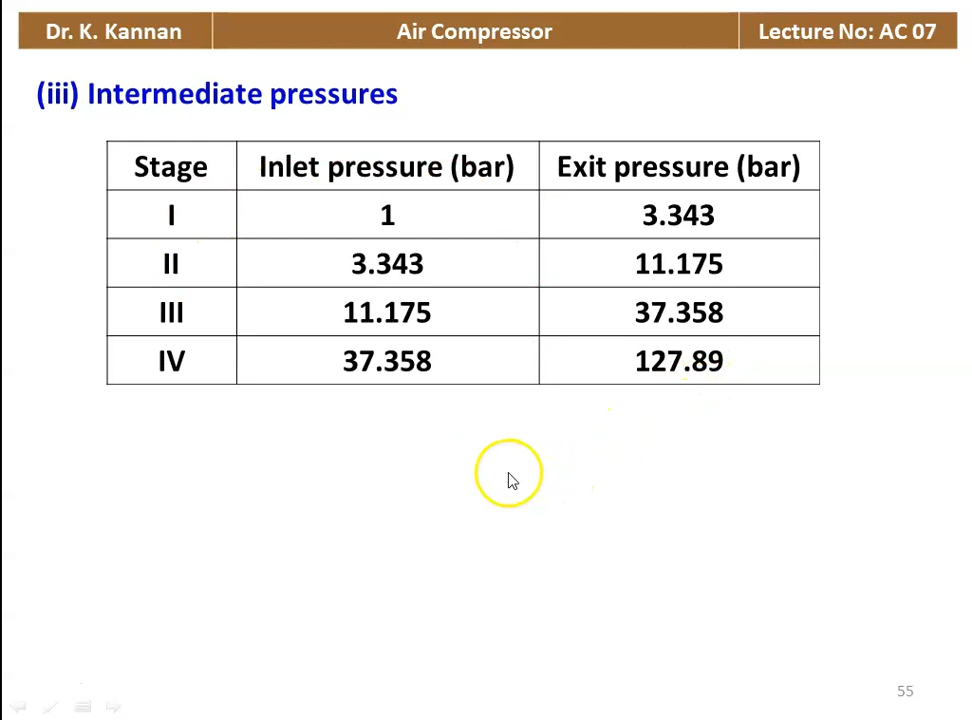 Dr. K. Kannan Air Compressor Lecture No: AC 07
(iii) Intermediate pressures
Stage Inlet pressure (bar) Exit pressure (bar)
I 1 3.343
II 3.343 11.175
III 11.175 37.358
IV 37.358 127.89
55